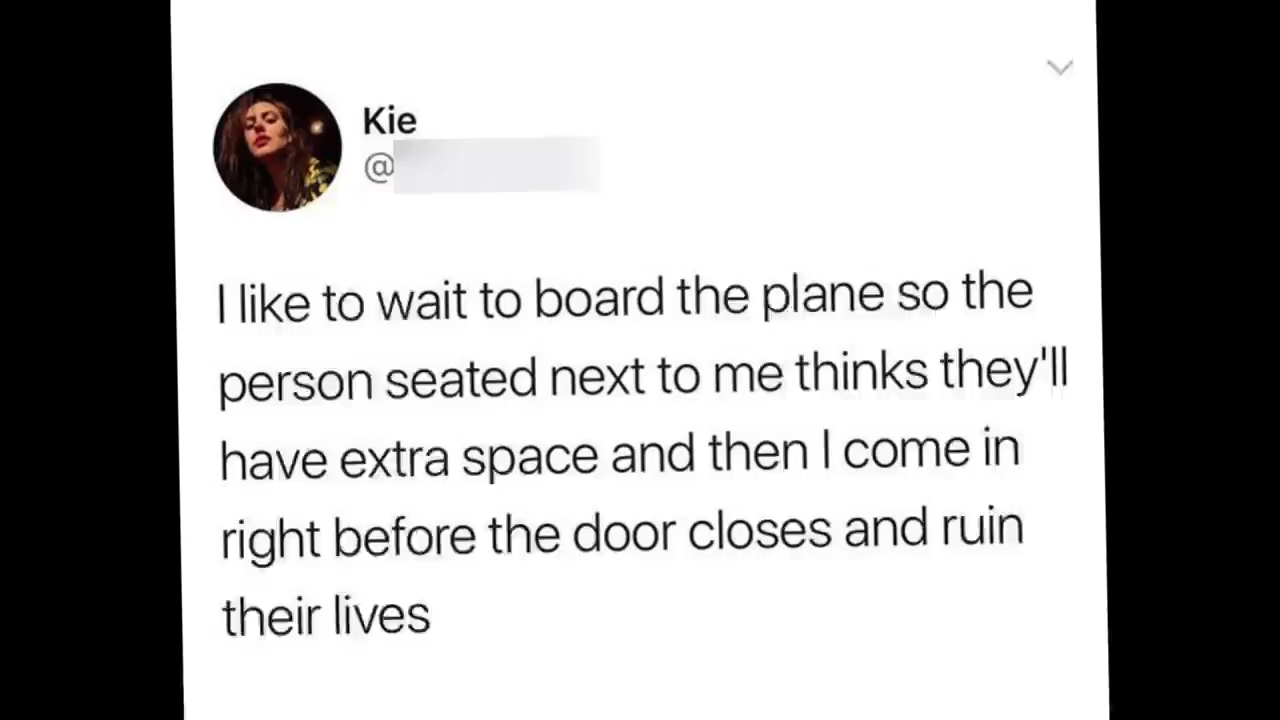 Kie
@
I like to wait to board the plane so the
person seated next to me thinks they'll
have extra space and then I come in
right before the door closes and ruin
their lives